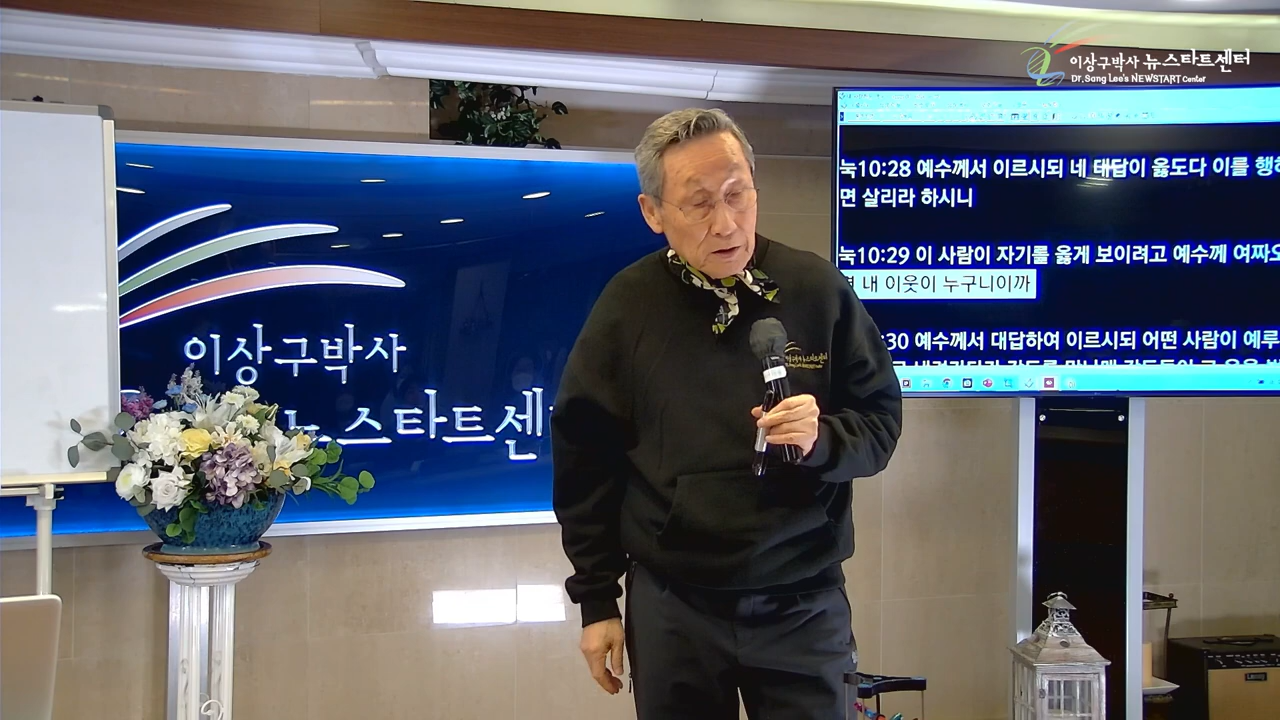 이상구박사 뉴스타트센터
Dr. Sang Lee's NEWSTART Center
눅10:28 예수께서 이르시되 네 대답이 옳도다 이를 행하
면 살리라 하시니
눅10:29 이 사람이 자기를 옳게 보이려고 예수께 여짜오
내 이웃이 누구니이까
:30 예수께서 대답하여 이르시되 어떤 사람이 예루
이상구박사
뉴스타트센